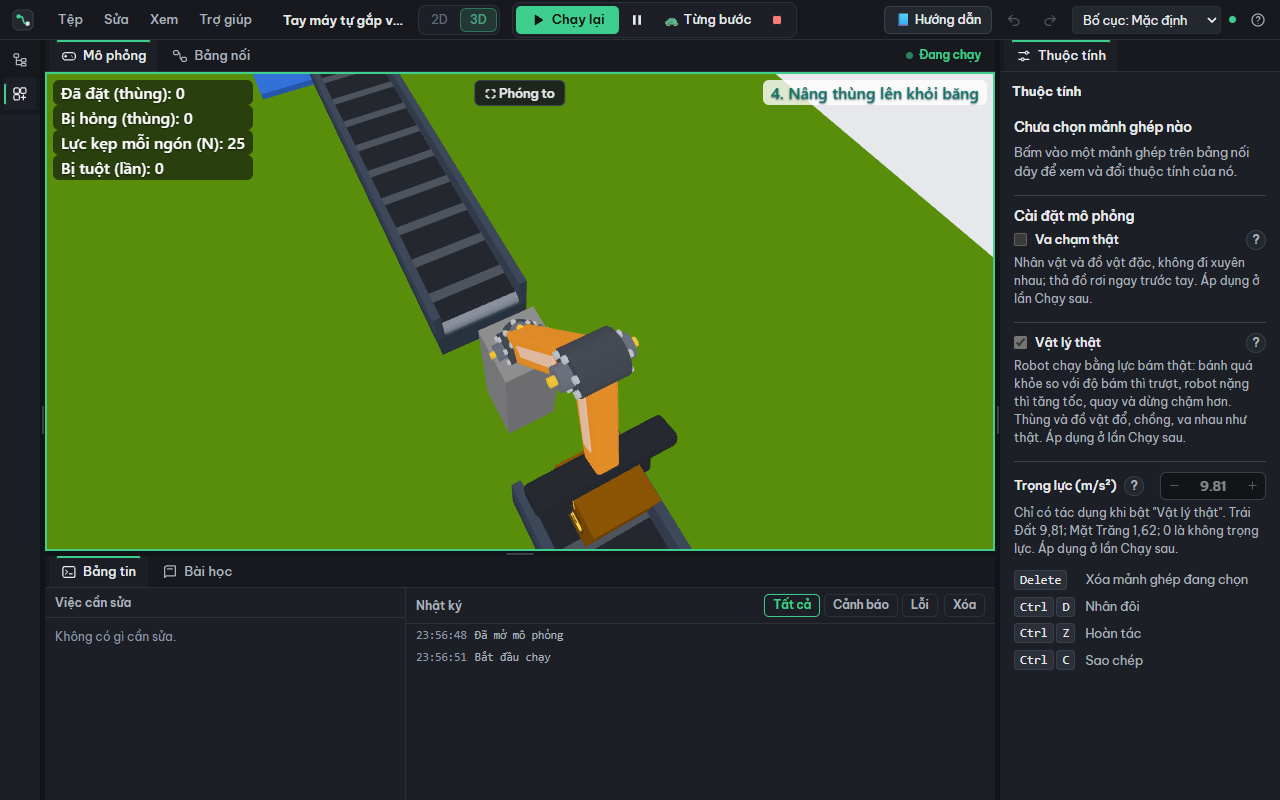 Tệp
Sửa
Xem
Trợ giúp
Tay máy tự gắp v...
2D
3D
Chạy lại
Từng bước
Hướng dẫn
Bố cục: Mặc định
Mô phỏng
Bảng nối
Đang chạy
Thuộc tính
Đã đặt (thùng): 0
Bị hỏng (thùng): 0
Lực kẹp mỗi ngón (N): 25
Bị tuột (lần): 0
Phóng to
4. Nâng thùng lên khỏi băng
Thuộc tính
Chưa chọn mảnh ghép nào
Bấm vào một mảnh ghép trên bảng nối
dây để xem và đổi thuộc tính của nó.
Cài đặt mô phỏng
Va chạm thật
?
Nhân vật và đồ vật đặc, không đi xuyên
nhau; thả đồ rơi ngay trước tay. Áp dụng ở
lần Chạy sau.
Vật lý thật
?
Robot chạy bằng lực bám thật: bánh quá
khỏe so với độ bám thì trượt, robot nặng
thì tăng tốc, quay và dừng chậm hơn.
Thùng và đồ vật đổ, chồng, va nhau như
thật. Áp dụng ở lần Chạy sau.
Trọng lực (m/s²)
?
− 9.81 +
Chỉ có tác dụng khi bật "Vật lý thật". Trái
Đất 9,81; Mặt Trăng 1,62; 0 là không trọng
lực. Áp dụng ở lần Chạy sau.
Delete Xóa mảnh ghép đang chọn
Ctrl D Nhân đôi
Ctrl Z Hoàn tác
Ctrl C Sao chép
Bảng tin
Bài học
Việc cần sửa
Không có gì cần sửa.
Nhật ký
Tất cả
Cảnh báo
Lỗi
Xóa
23:56:48 Đã mở mô phỏng
23:56:51 Bắt đầu chạy